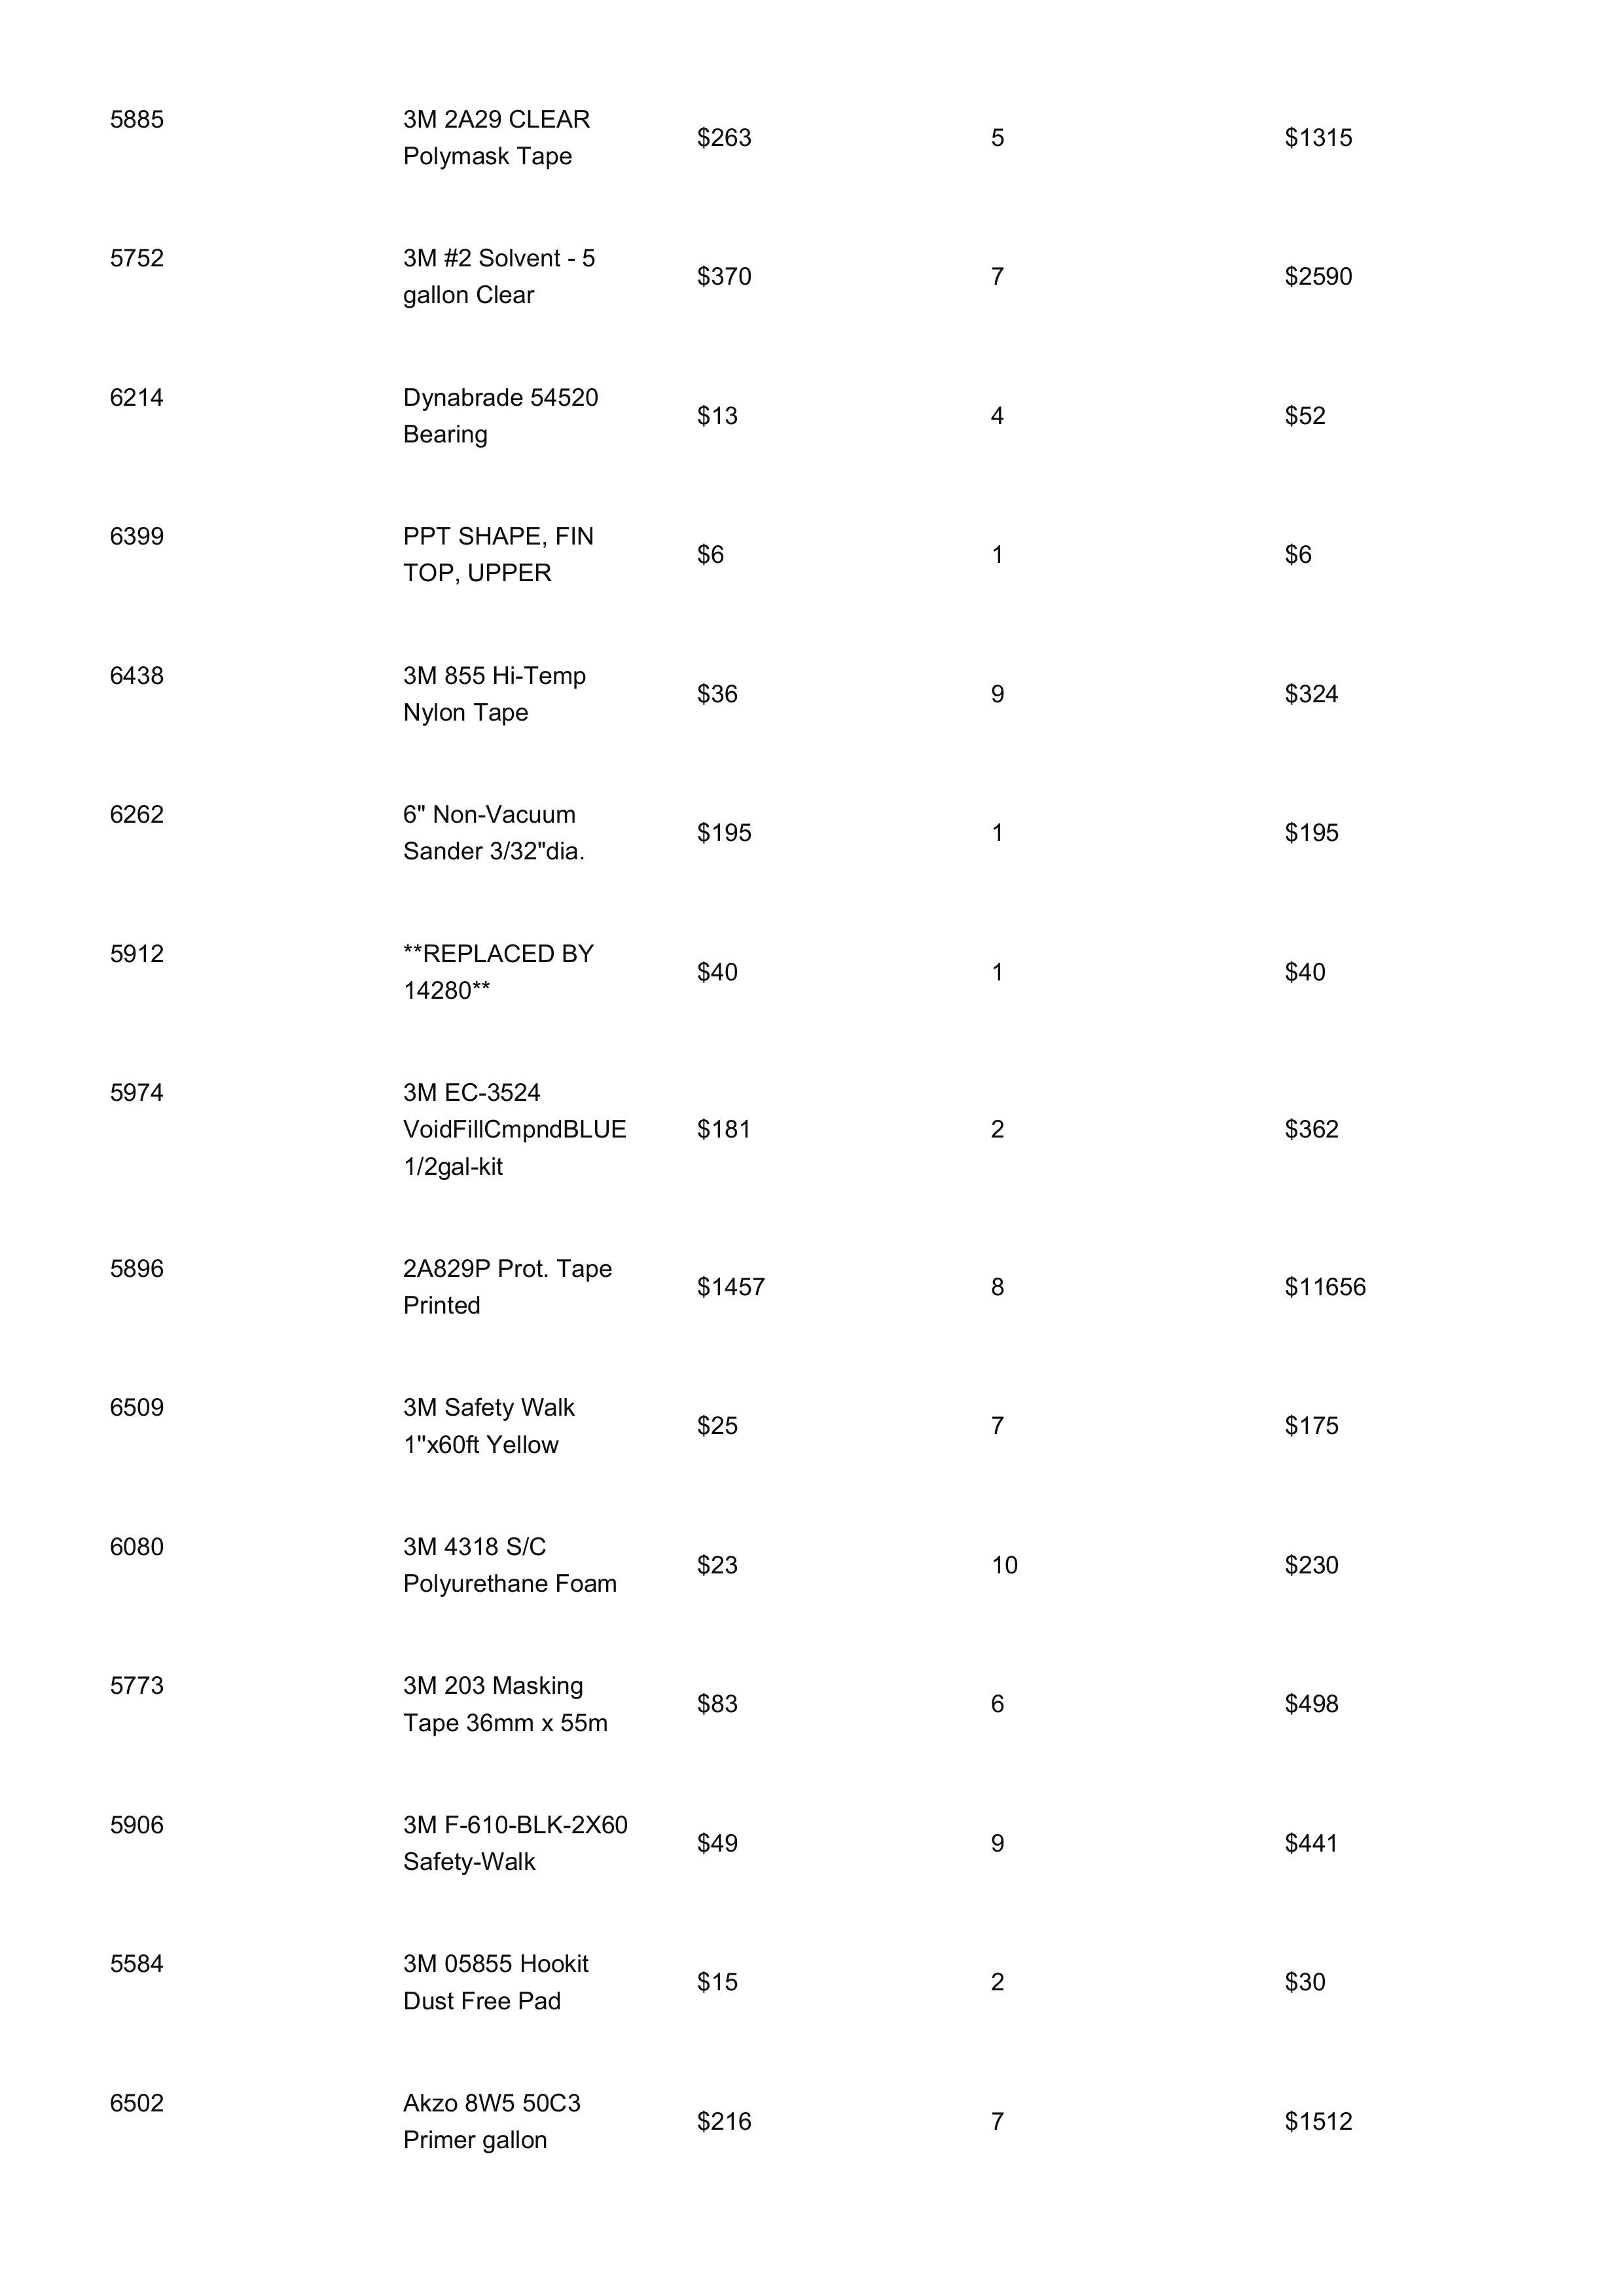 5885 3M 2A29 CLEAR $263 5 $1315
Polymask Tape
5752 3M #2 Solvent - 5 $370 7 $2590
gallon Clear
6214 Dynabrade 54520 $13 4 $52
Bearing
6399 PPT SHAPE, FIN $6 1 $6
TOP, UPPER
6438 3M 855 Hi-Temp $36 9 $324
Nylon Tape
6262 6" Non-Vacuum $195 1 $195
Sander 3/32"dia.
5912 **REPLACED BY $40 1 $40
14280**
5974 3M EC-3524
VoidFillCmpndBLUE $181 2 $362
1/2gal-kit
5896 2A829P Prot. Tape $1457 8 $11656
Printed
6509 3M Safety Walk $25 7 $175
1"x60ft Yellow
6080 3M 4318 S/C $23 10 $230
Polyurethane Foam
5773 3M 203 Masking $83 6 $498
Tape 36mm x 55m
5906 3M F-610-BLK-2X60 $49 9 $441
Safety-Walk
5584 3M 05855 Hookit $15 2 $30
Dust Free Pad
6502 Akzo 8W5 50C3 $216 7 $1512
Primer gallon